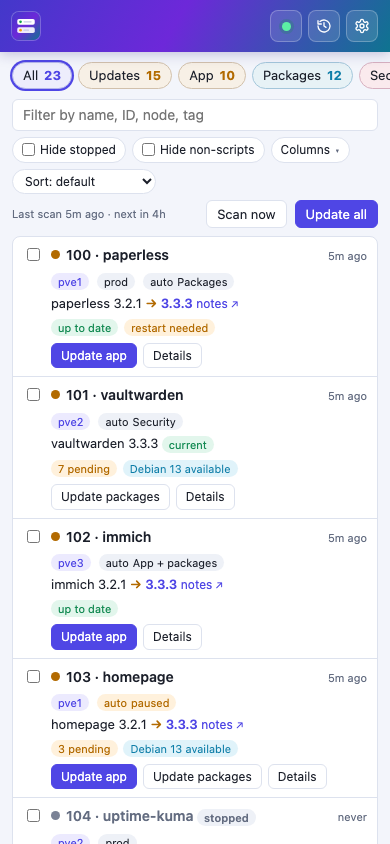 All 23 Updates 15 App 10 Packages 12 Sec
Filter by name, ID, node, tag
Hide stopped Hide non-scripts Columns
Sort: default
Last scan 5m ago · next in 4h Scan now Update all
100 · paperless 5m ago
pve1 prod auto Packages
paperless 3.2.1 → 3.3.3 notes ↗
up to date restart needed
Update app Details
101 · vaultwarden 5m ago
pve2 auto Security
vaultwarden 3.3.3 current
7 pending Debian 13 available
Update packages Details
102 · immich 5m ago
pve3 auto App + packages
immich 3.2.1 → 3.3.3 notes ↗
up to date
Update app Details
103 · homepage 5m ago
pve1 auto paused
homepage 3.2.1 → 3.3.3 notes ↗
3 pending Debian 13 available
Update app Update packages Details
104 · uptime-kuma stopped never
pve2 prod